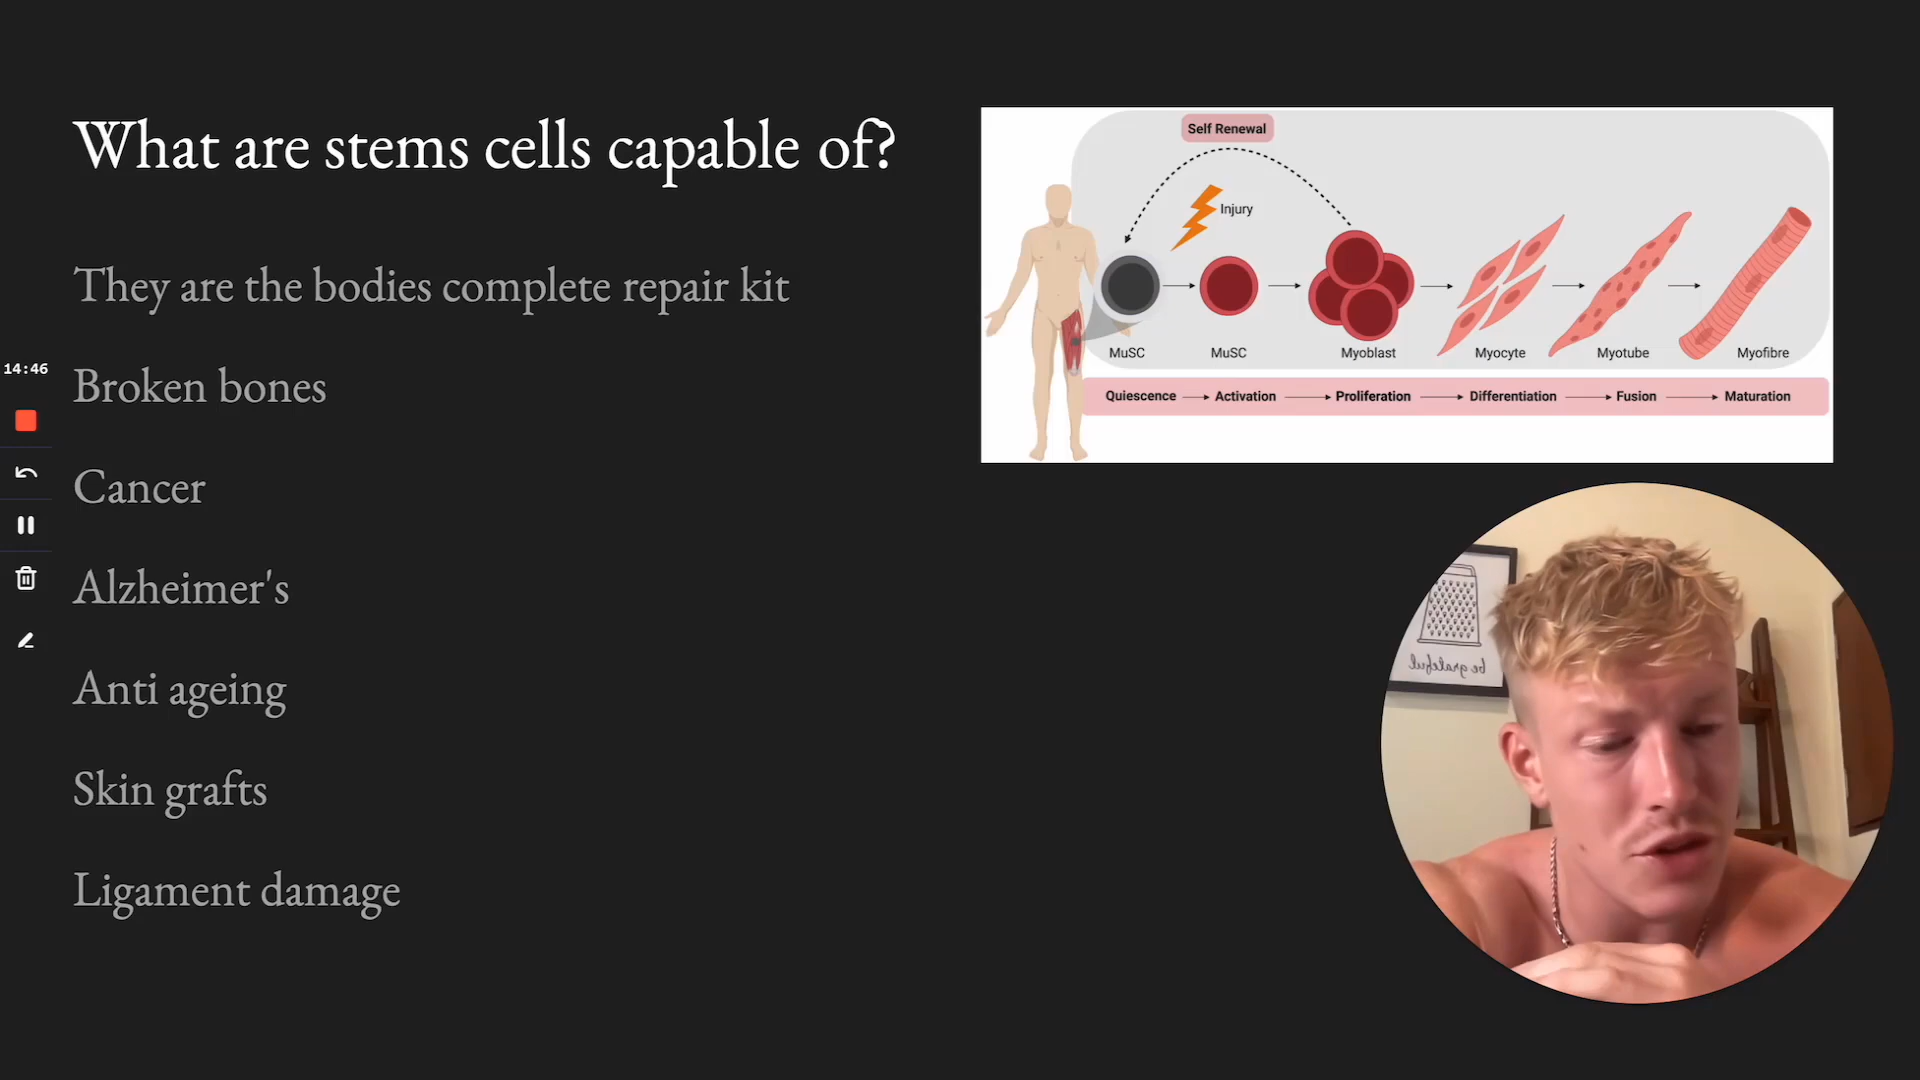 What are stems cells capable of?
They are the bodies complete repair kit
Broken bones
Cancer
Alzheimer's
Anti ageing
Skin grafts
Ligament damage
14:46
Self Renewal
Injury
MuSC MuSC Myoblast Myocyte Myotube Myofibre
Quiescence Activation Proliferation Differentiation Fusion Maturation
be grateful